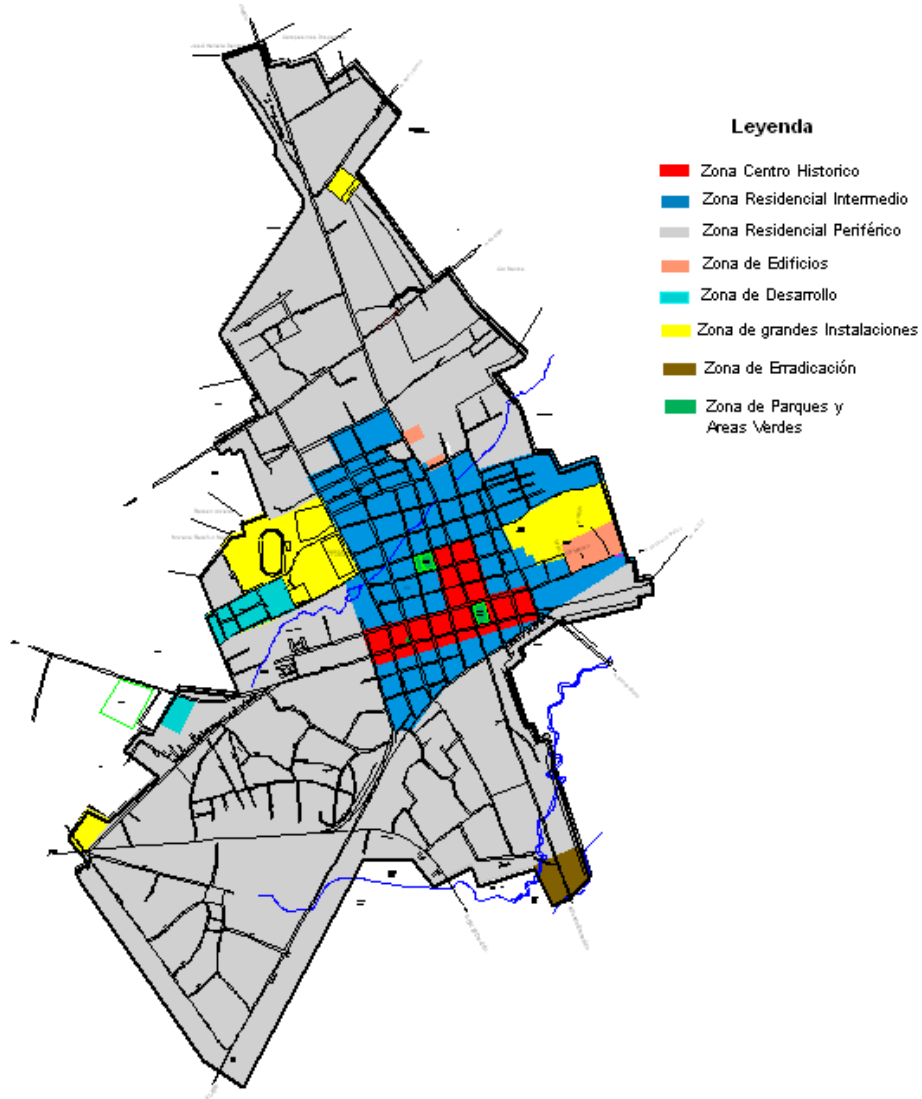 Leyenda
Zona Centro Historico
Zona Residencial Intermedio
Zona Residencial Periférico
Zona de Edificios
Zona de Desarrollo
Zona de grandes Instalaciones
Zona de Erradicación
Zona de Parques y
Areas Verdes